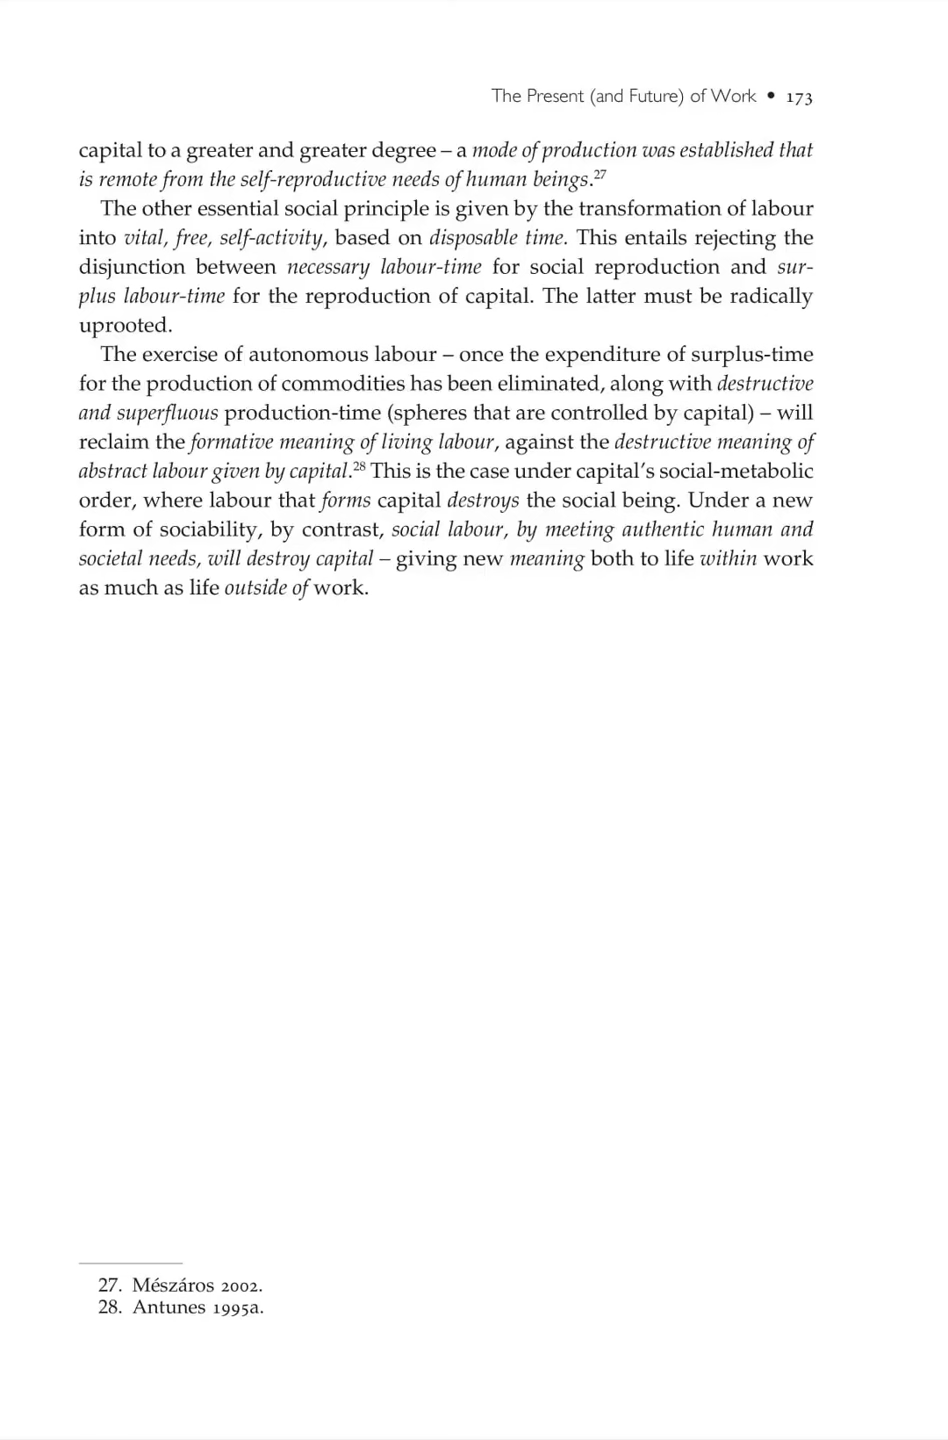 The Present (and Future) of Work • 173
capital to a greater and greater degree – a mode of production was established that
is remote from the self-reproductive needs of human beings.27
The other essential social principle is given by the transformation of labour
into vital, free, self-activity, based on disposable time. This entails rejecting the
disjunction between necessary labour-time for social reproduction and sur-
plus labour-time for the reproduction of capital. The latter must be radically
uprooted.
The exercise of autonomous labour – once the expenditure of surplus-time
for the production of commodities has been eliminated, along with destructive
and superfluous production-time (spheres that are controlled by capital) – will
reclaim the formative meaning of living labour, against the destructive meaning of
abstract labour given by capital.28 This is the case under capital's social-metabolic
order, where labour that forms capital destroys the social being. Under a new
form of sociability, by contrast, social labour, by meeting authentic human and
societal needs, will destroy capital – giving new meaning both to life within work
as much as life outside of work.
27. Mészáros 2002.
28. Antunes 1995a.